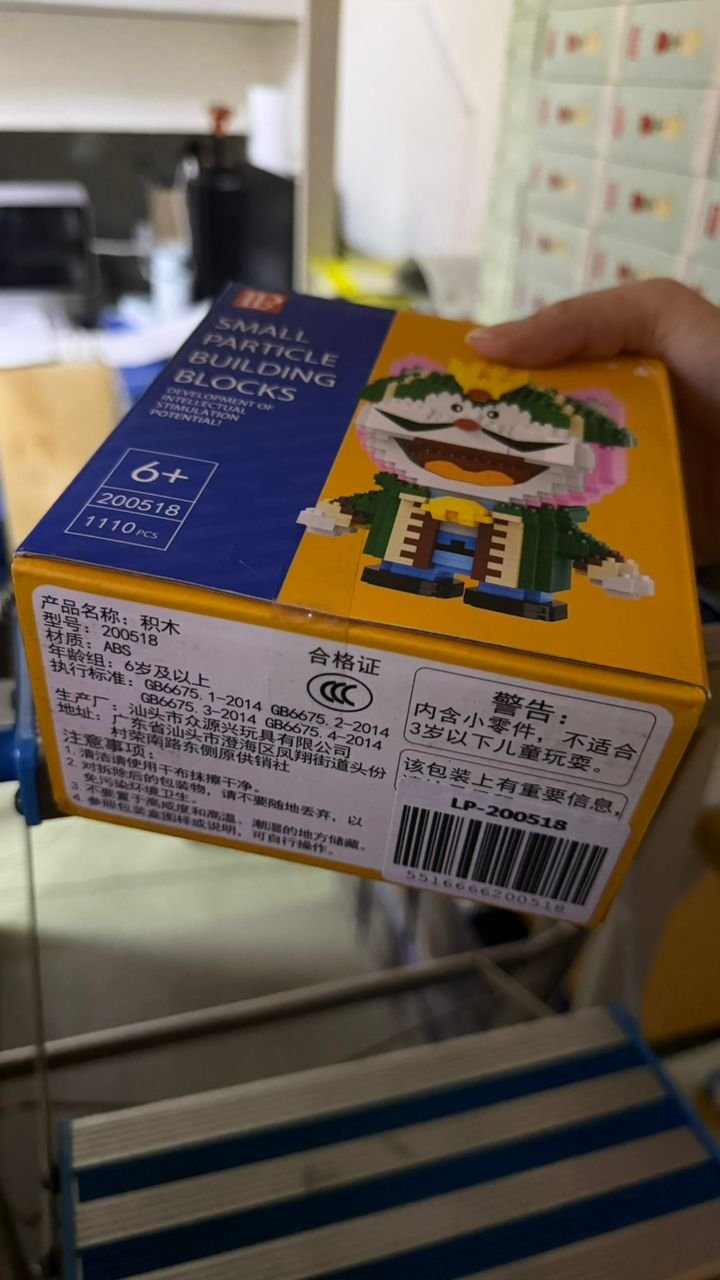 SMALL
PARTICLE
BUILDING
BLOCKS
DEVELOPMENT OF
INTELLECTUAL
STIMULATION
POTENTIAL!
6+
200518
1110 PCS
产品名称：积木
型号：200518
材质：ABS
年龄组：6岁及以上
执行标准：GB6675.1-2014 GB6675.2-2014
GB6675.3-2014 GB6675.4-2014
生产厂：汕头市众源兴玩具有限公司
地址：广东省汕头市澄海区凤翔街道头份
村荣南路东侧原供销社
注意事项：
1. 清洁请使用干布抹擦干净。
2. 对拆除后的包装物，请不要随地丢弃，以
免污染环境卫生。
3. 不要置于高咸度和高温、潮湿的地方储藏。
4. 参照包装盒图样或说明，可自行操作。
合格证
CCC
警告：
内含小零件，不适合
3岁以下儿童玩耍。
该包装上有重要信息，
LP-200518
5516666200518